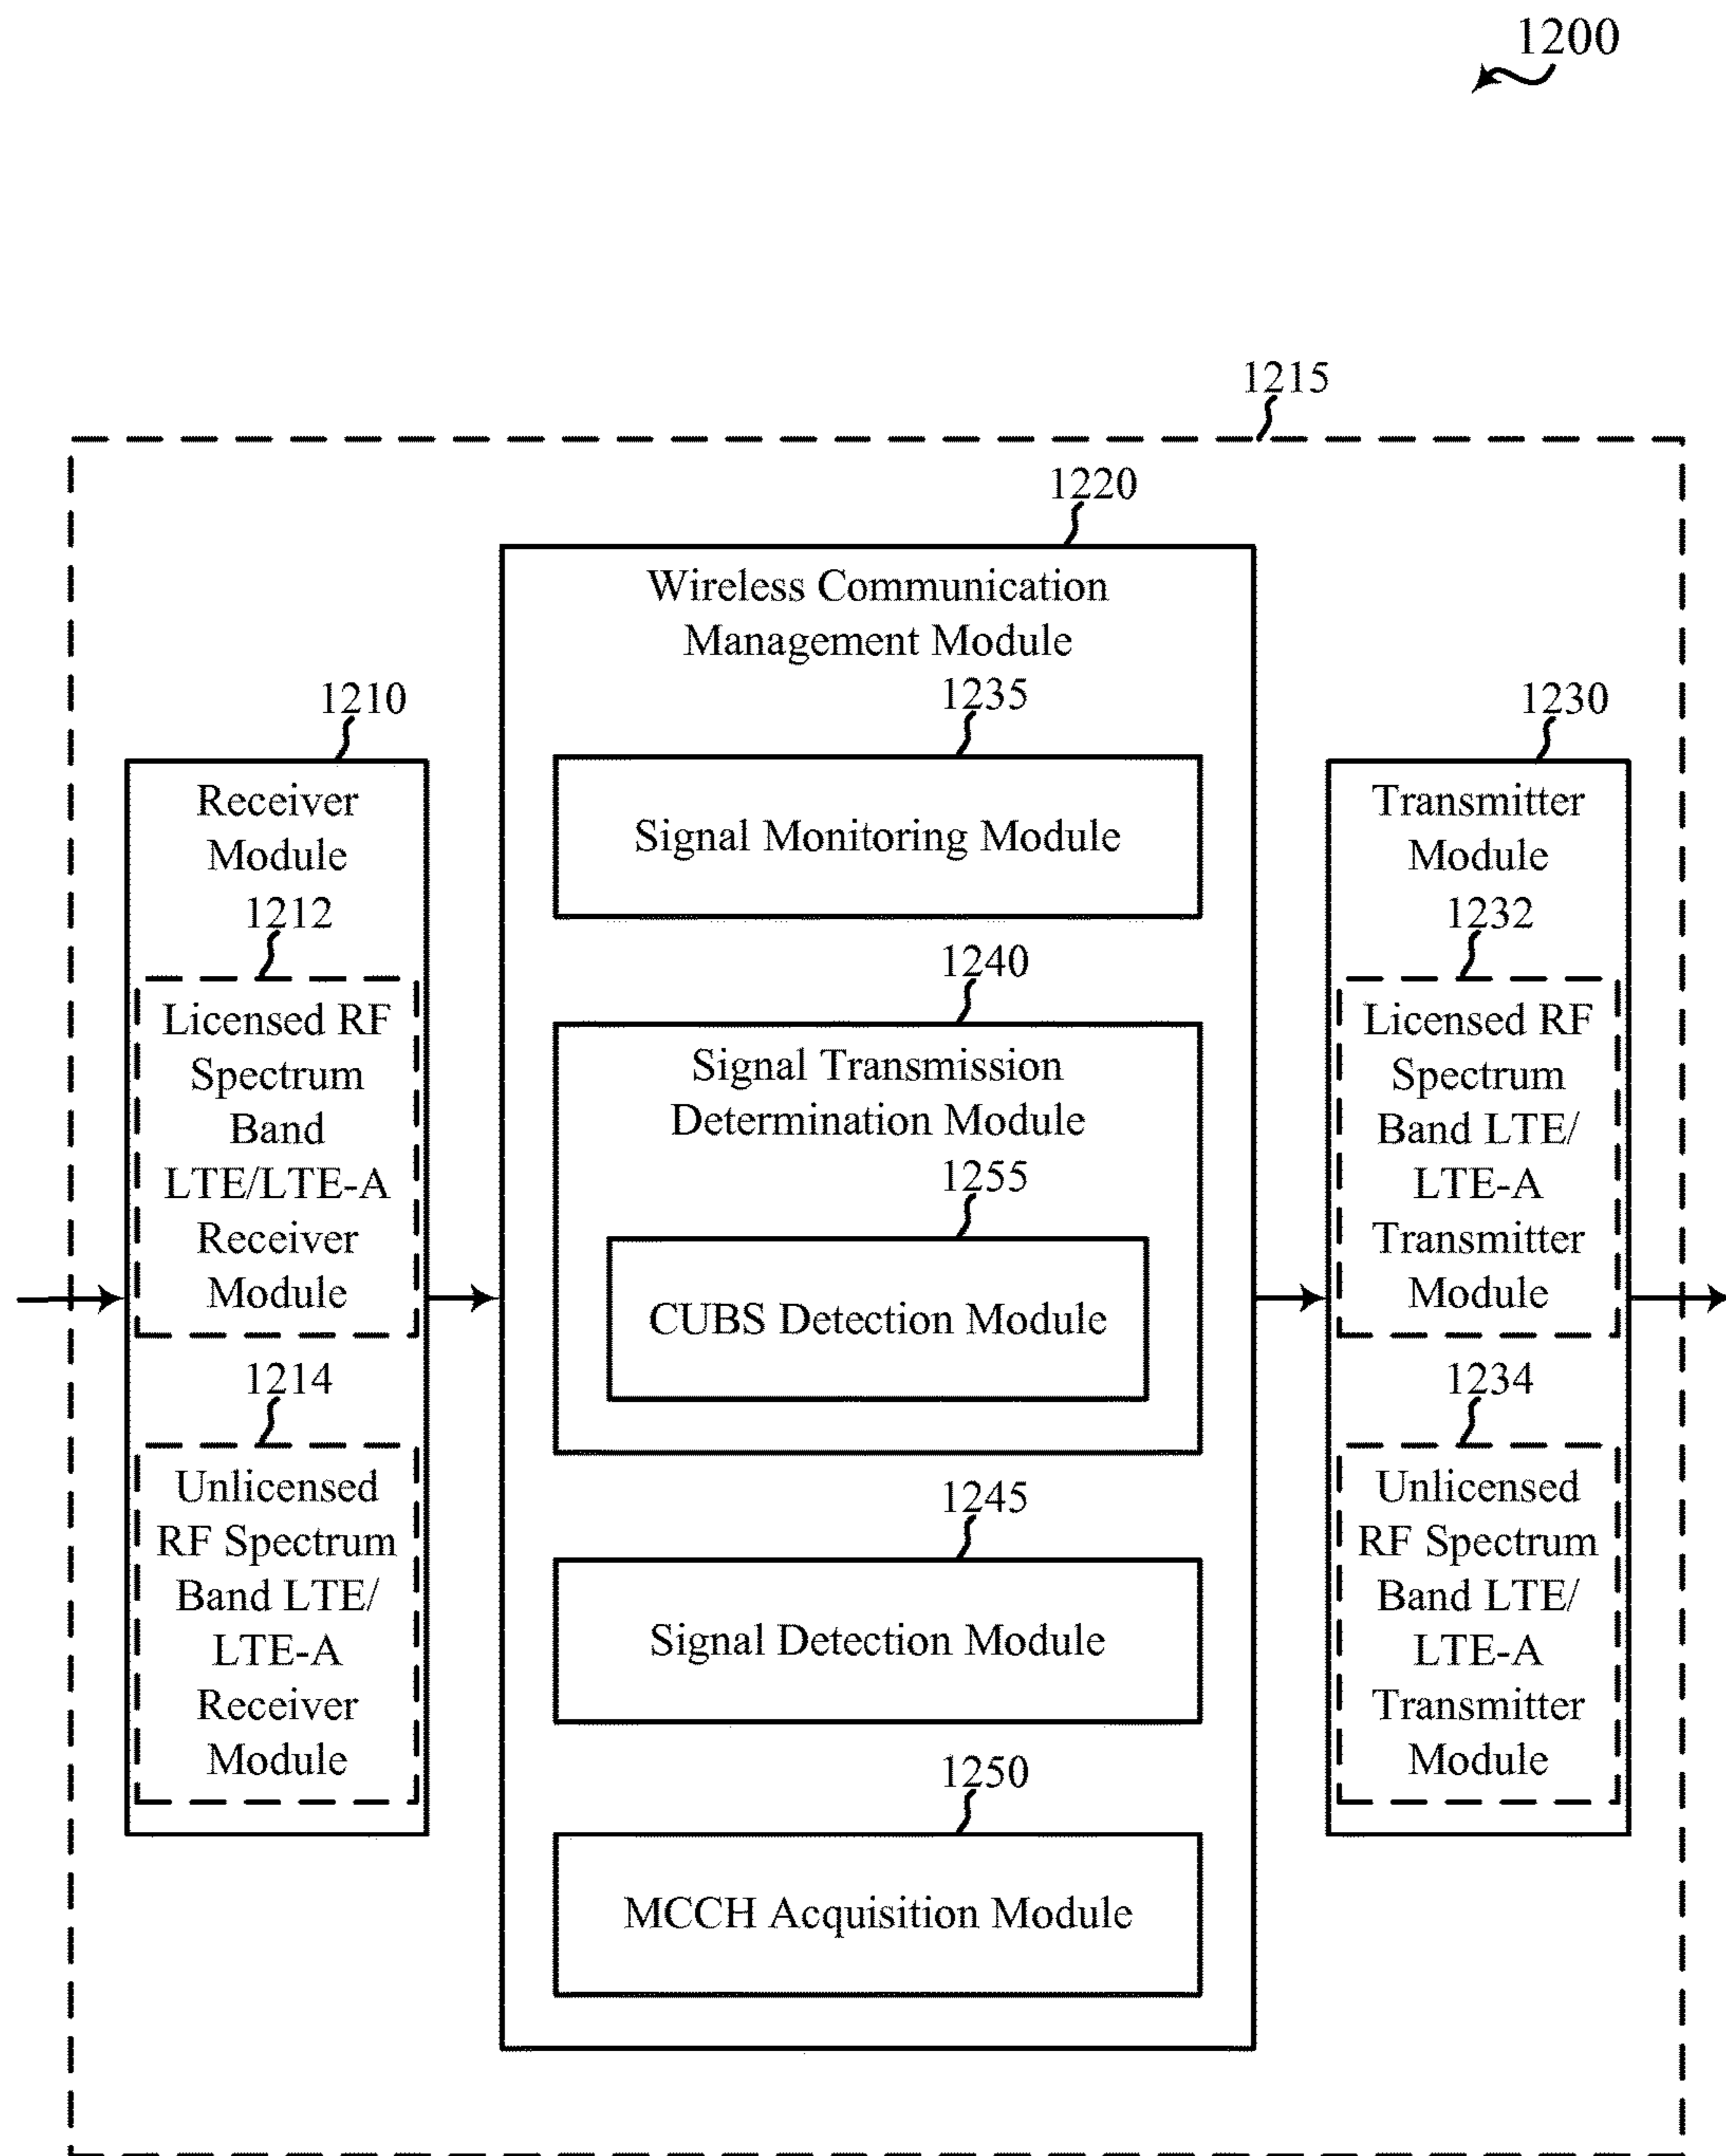 1200
1215
1220
Wireless Communication
Management Module
1210
Receiver
Module
1212
Licensed RF
Spectrum
Band
LTE/LTE-A
Receiver
Module
1214
Unlicensed
RF Spectrum
Band LTE/
LTE-A
Receiver
Module
1235
Signal Monitoring Module
1240
Signal Transmission
Determination Module
1255
CUBS Detection Module
1245
Signal Detection Module
1250
MCCH Acquisition Module
1230
Transmitter
Module
1232
Licensed RF
Spectrum
Band LTE/
LTE-A
Transmitter
Module
1234
Unlicensed
RF Spectrum
Band LTE/
LTE-A
Transmitter
Module